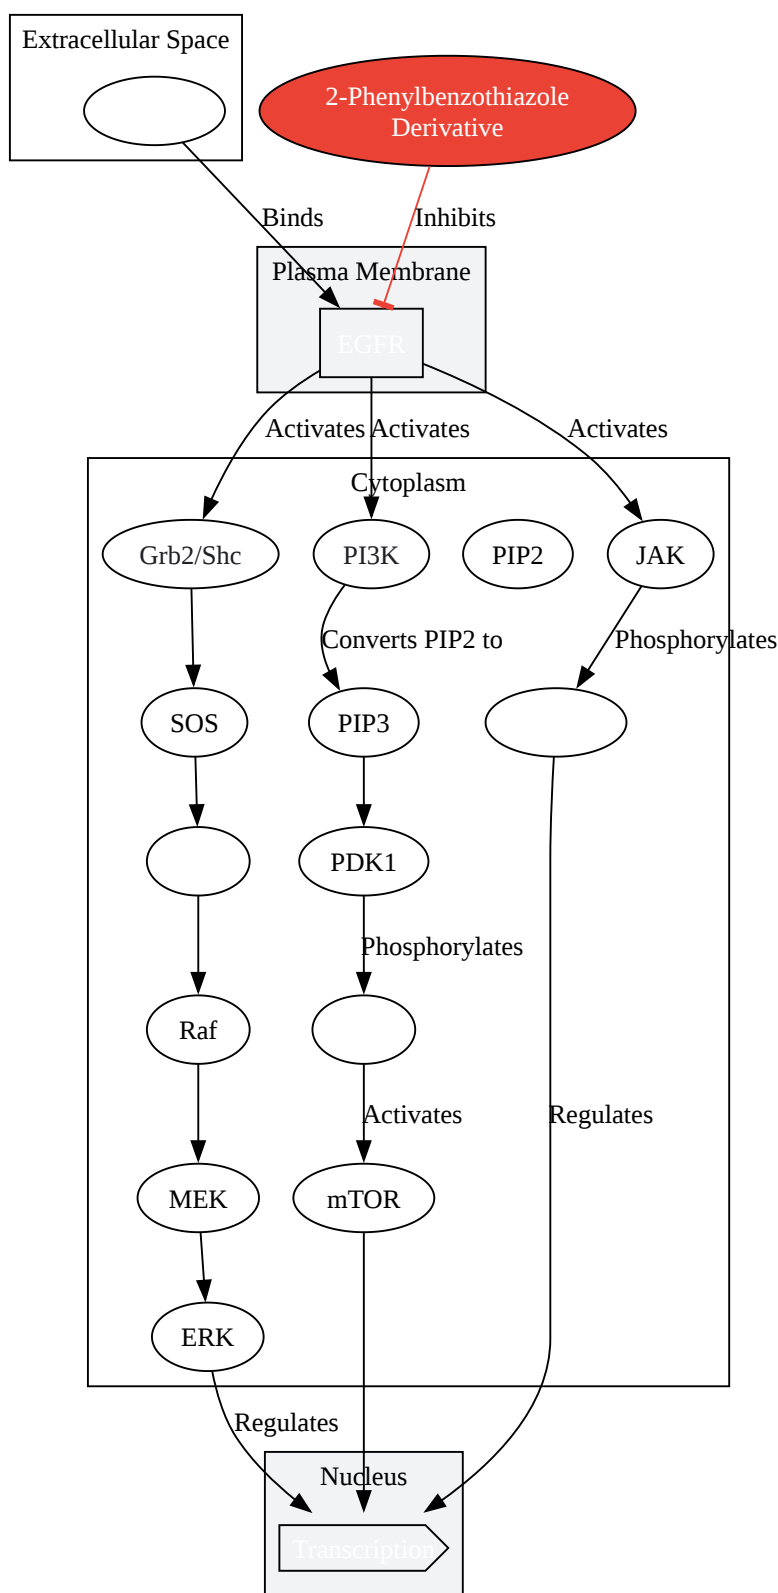 Extracellular Space
2-Phenylbenzothiazole
Derivative
Binds
Inhibits
Plasma Membrane
EGFR
Activates
Activates
Activates
Cytoplasm
Grb2/Shc
PI3K
PIP2
JAK
Converts PIP2 to
Phosphorylates
SOS
PIP3
PDK1
Phosphorylates
Raf
Activates
Regulates
MEK
mTOR
ERK
Regulates
Nucleus
Transcription